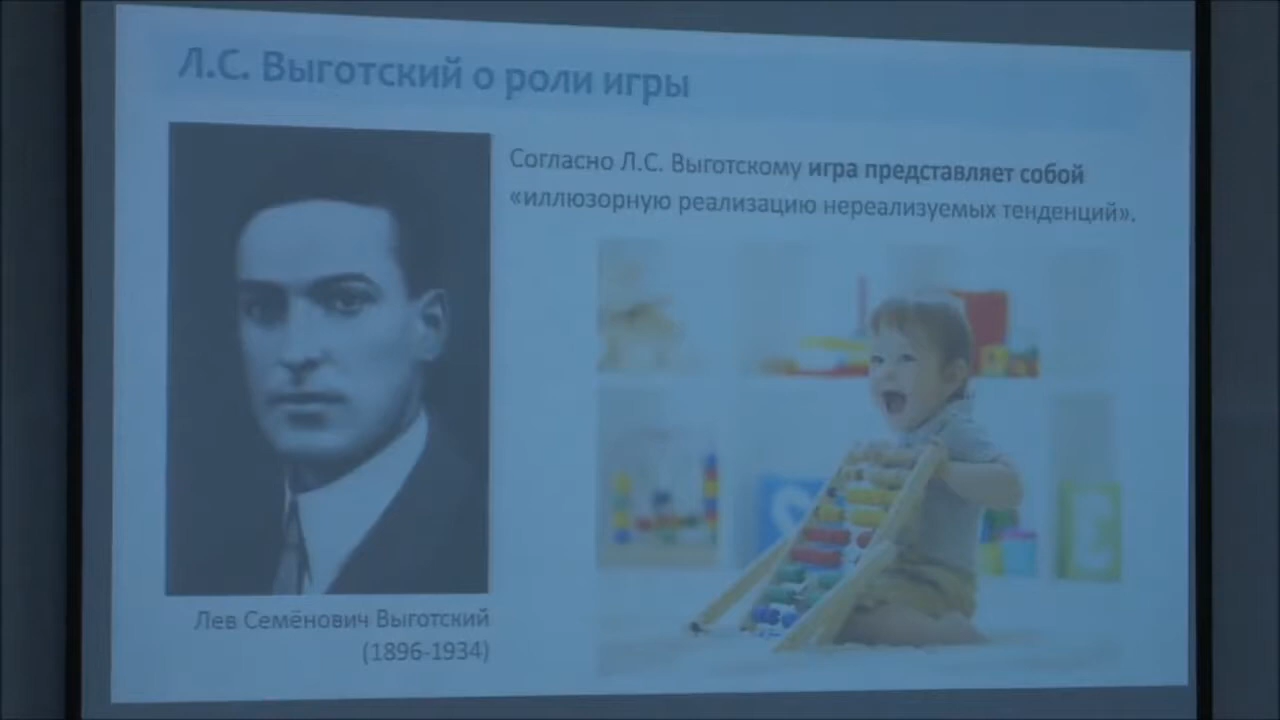 Л.С. Выготский о роли игры
Согласно Л.С. Выготскому игра представляет собой
«иллюзорную реализацию нереализуемых тенденций».
Лев Семёнович Выготский
(1896-1934)